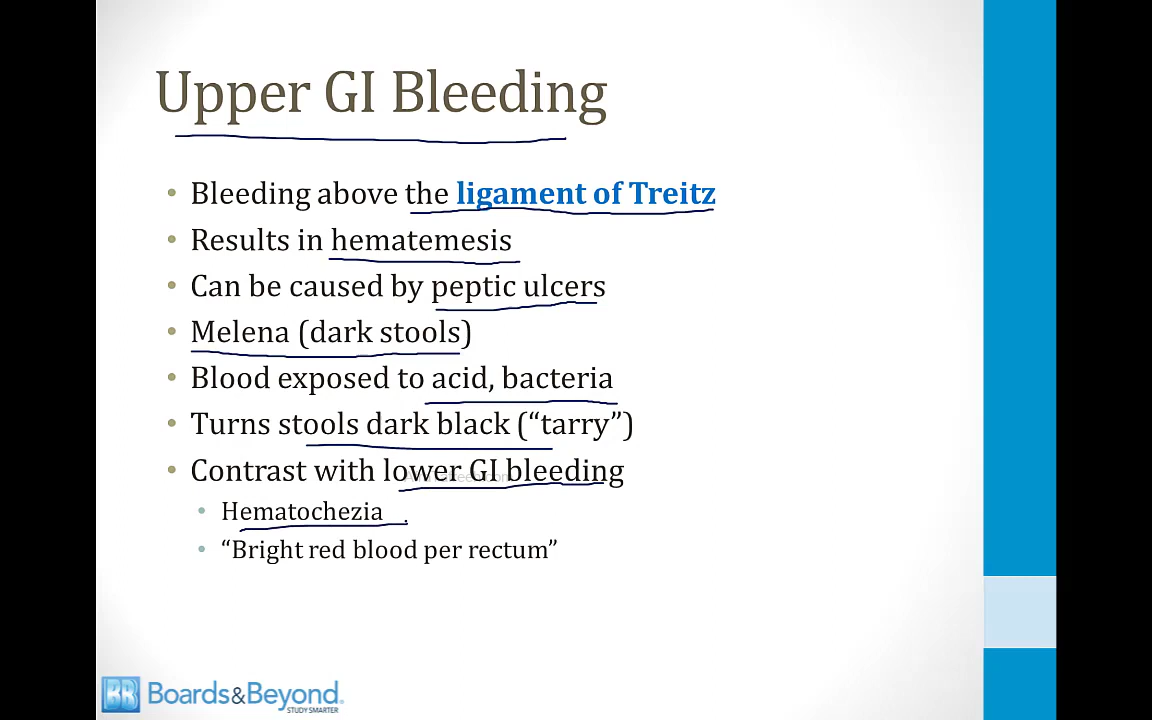 Upper GI Bleeding
• Bleeding above the ligament of Treitz
• Results in hematemesis
• Can be caused by peptic ulcers
• Melena (dark stools)
• Blood exposed to acid, bacteria
• Turns stools dark black (“tarry”)
• Contrast with lower GI bleeding
• Hematochezia
• “Bright red blood per rectum”
BB Boards&Beyond.
STUDY SMARTER